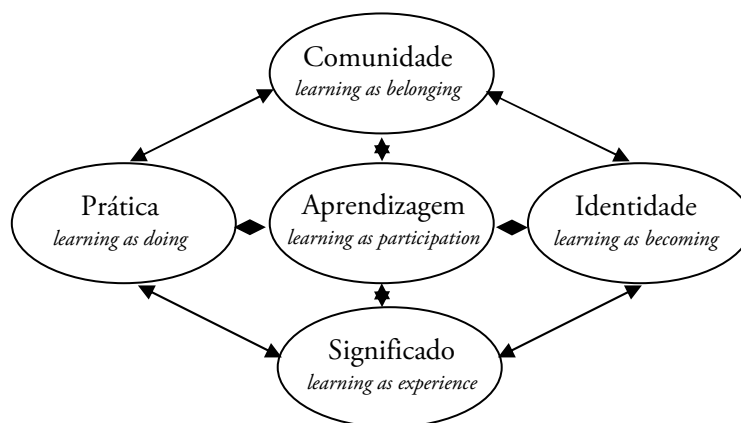 Comunidade
learning as belonging
Prática
learning as doing
Aprendizagem
learning as participation
Identidade
learning as becoming
Significado
learning as experience